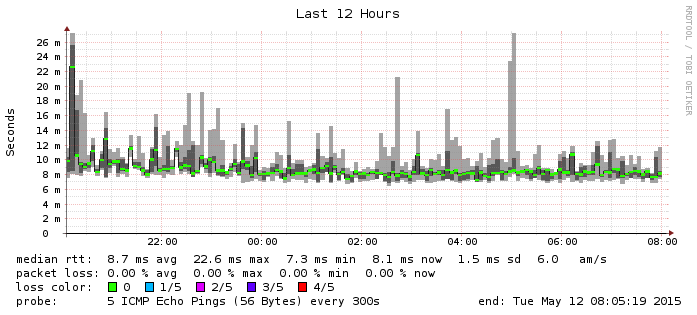 Last 12 Hours
RRDTOOL / TOBI OETIKER
Seconds
26 m
24 m
22 m
20 m
18 m
16 m
14 m
12 m
10 m
8 m
6 m
4 m
2 m
0
22:00 00:00 02:00 04:00 06:00 08:00
median rtt: 8.7 ms avg 22.6 ms max 7.3 ms min 8.1 ms now 1.5 ms sd 6.0 am/s
packet loss: 0.00 % avg 0.00 % max 0.00 % min 0.00 % now
loss color: 0 1/5 2/5 3/5 4/5
probe: 5 ICMP Echo Pings (56 Bytes) every 300s end: Tue May 12 08:05:19 2015